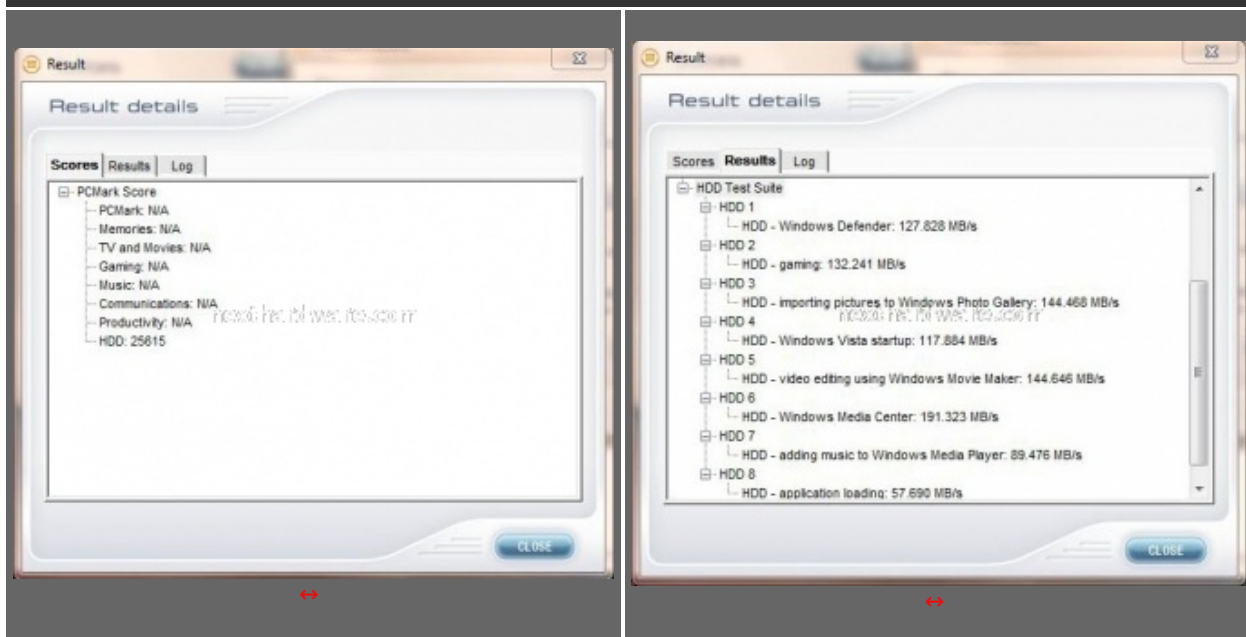 Result
Result details
Scores Results Log
PCMark Score
PCMark: N/A
Memories: N/A
TV and Movies: N/A
Gaming: N/A
Music: N/A
Communications: N/A
Productivity: N/A
HDD: 25615
CLOSE
Result
Result details
Scores Results Log
HDD Test Suite
HDD 1
HDD - Windows Defender: 127.828 MB/s
HDD 2
HDD - gaming: 132.241 MB/s
HDD 3
HDD - importing pictures to Windows Photo Gallery: 144.468 MB/s
HDD 4
HDD - Windows Vista startup: 117.884 MB/s
HDD 5
HDD - video editing using Windows Movie Maker: 144.646 MB/s
HDD 6
HDD - Windows Media Center: 191.323 MB/s
HDD 7
HDD - adding music to Windows Media Player: 89.476 MB/s
HDD 8
HDD - application loading: 57.690 MB/s
CLOSE